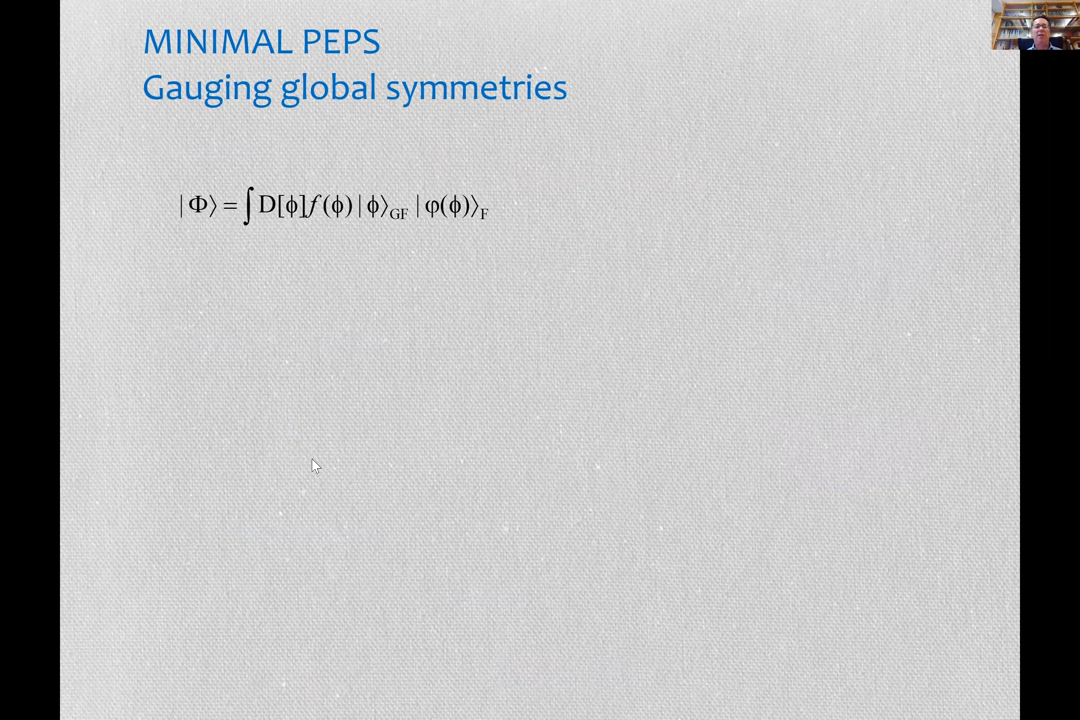 MINIMAL PEPS
Gauging global symmetries
| Φ⟩ = ∫ D[ϕ] f (ϕ) | ϕ⟩_GF | φ(ϕ)⟩_F